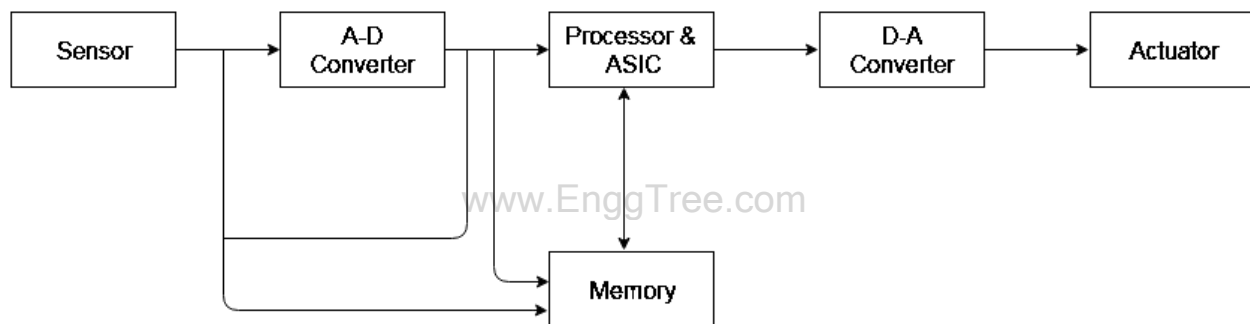 Sensor
A-D
Converter
Processor &
ASIC
D-A
Converter
Actuator
www.EnggTree.com
Memory